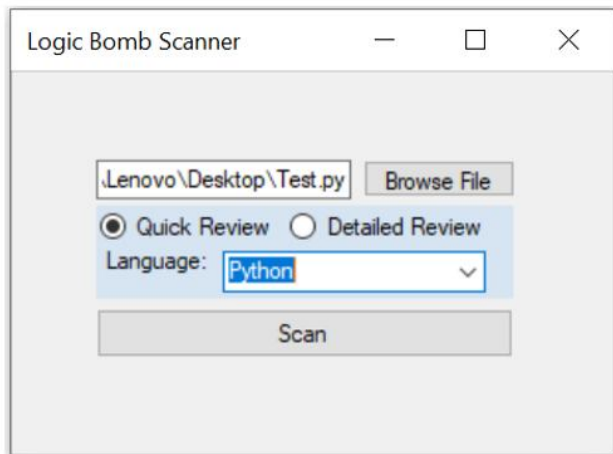 Logic Bomb Scanner
.Lenovo\Desktop\Test.py Browse File
Quick Review Detailed Review
Language: Python
Scan